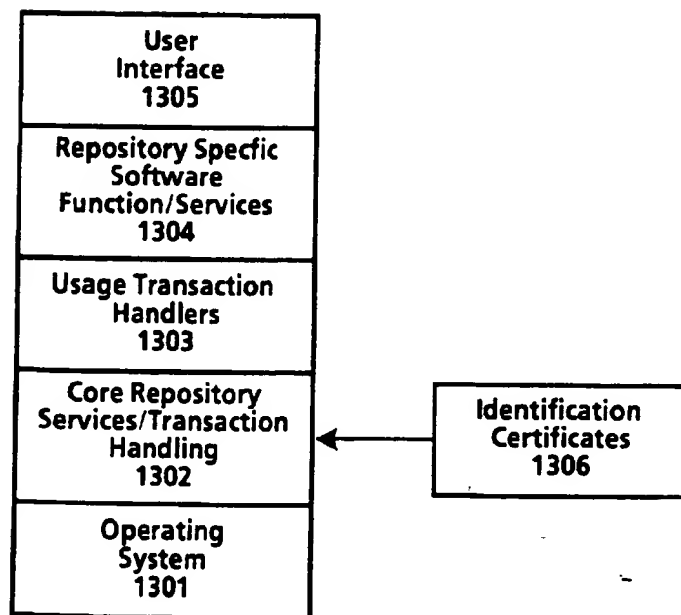 User
Interface
1305
Repository Specfic
Software
Function/Services
1304
Usage Transaction
Handlers
1303
Core Repository
Services/Transaction
Handling
1302
Identification
Certificates
1306
Operating
System
1301